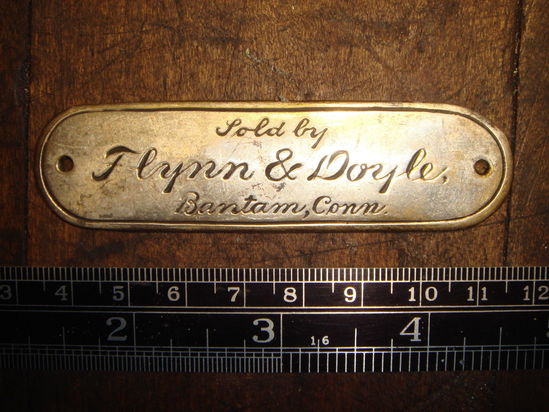 Sold by
Flynn & Doyle,
Bantam, Conn.
3 4 5 6 7 8 9 10 11 12
2 3 16 4